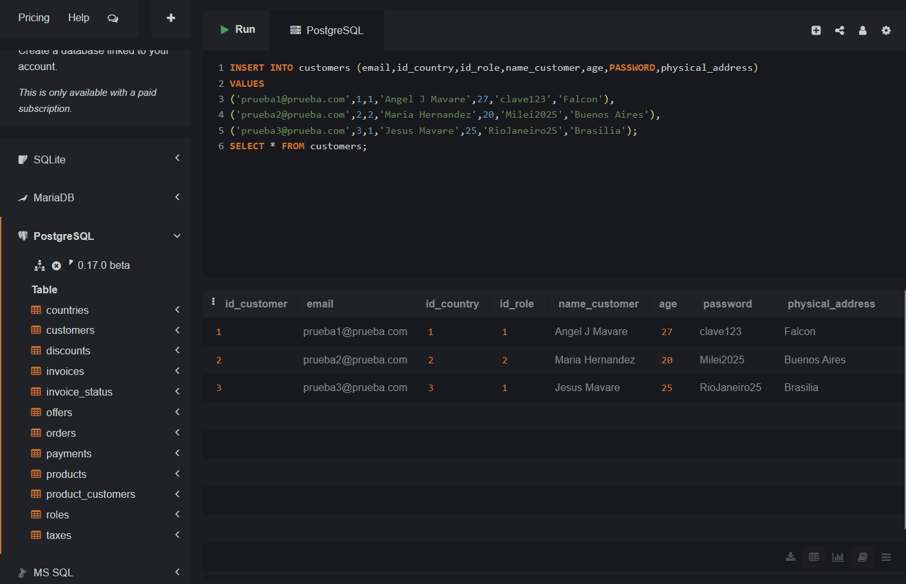 Pricing Help
Run
PostgreSQL
Create a database linked to your
account.
This is only available with a paid
subscription.
SQLite
MariaDB
PostgreSQL
0.17.0 beta
Table
countries
customers
discounts
invoices
invoice_status
offers
orders
payments
products
product_customers
roles
taxes
MS SQL
1 INSERT INTO customers (email,id_country,id_role,name_customer,age,PASSWORD,physical_address)
2 VALUES
3 ('prueba1@prueba.com',1,1,'Angel J Mavare',27,'clave123','Falcon'),
4 ('prueba2@prueba.com',2,2,'Maria Hernandez',20,'Milei2025','Buenos Aires'),
5 ('prueba3@prueba.com',3,1,'Jesus Mavare',25,'RioJaneiro25','Brasilia');
6 SELECT * FROM customers;
id_customer email id_country id_role name_customer age password physical_address
1 prueba1@prueba.com 1 1 Angel J Mavare 27 clave123 Falcon
2 prueba2@prueba.com 2 2 Maria Hernandez 20 Milei2025 Buenos Aires
3 prueba3@prueba.com 3 1 Jesus Mavare 25 RioJaneiro25 Brasilia